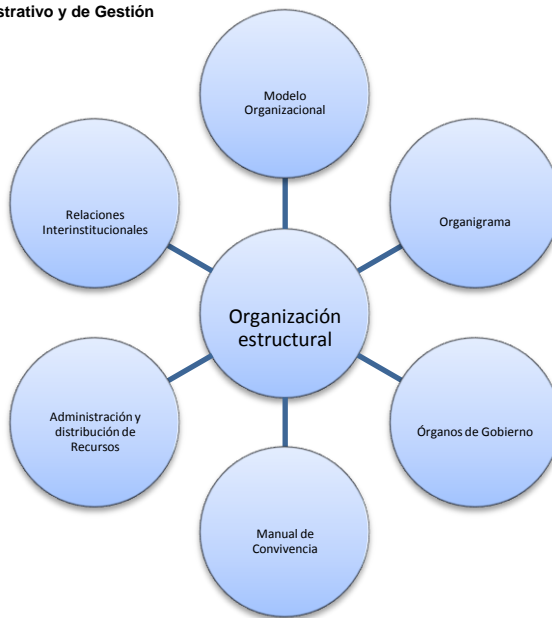 strativo y de Gestión
Modelo
Organizacional
Relaciones
Interinstitucionales
Organigrama
Organización
estructural
Administración y
distribución de
Recursos
Órganos de Gobierno
Manual de
Convivencia